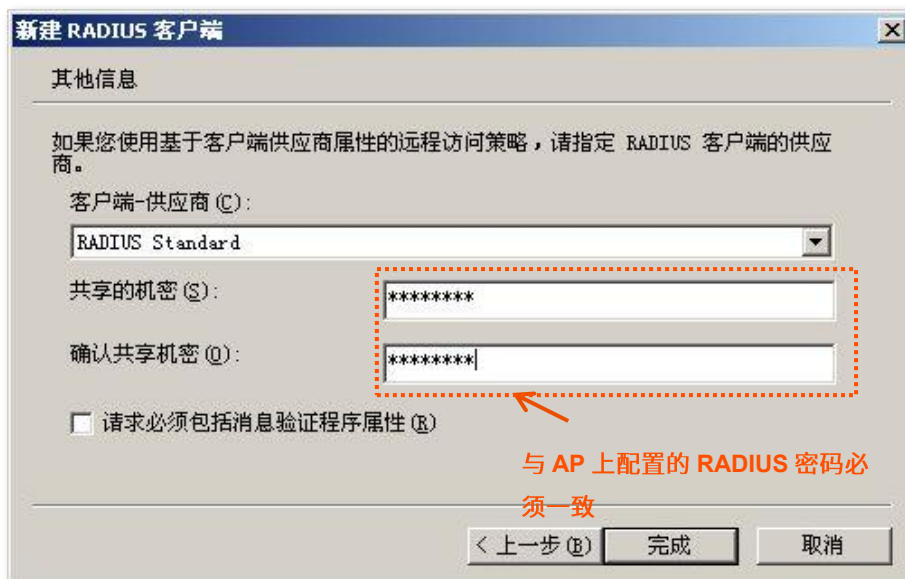 新建 RADIUS 客户端
其他信息
如果您使用基于客户端供应商属性的远程访问策略，请指定 RADIUS 客户端的供应
商。
客户端-供应商(C):
RADIUS Standard
共享的机密(S):
********
确认共享机密(O):
********
请求必须包括消息验证程序属性(R)
与 AP 上配置的 RADIUS 密码必
须一致
< 上一步(B)
完成
取消